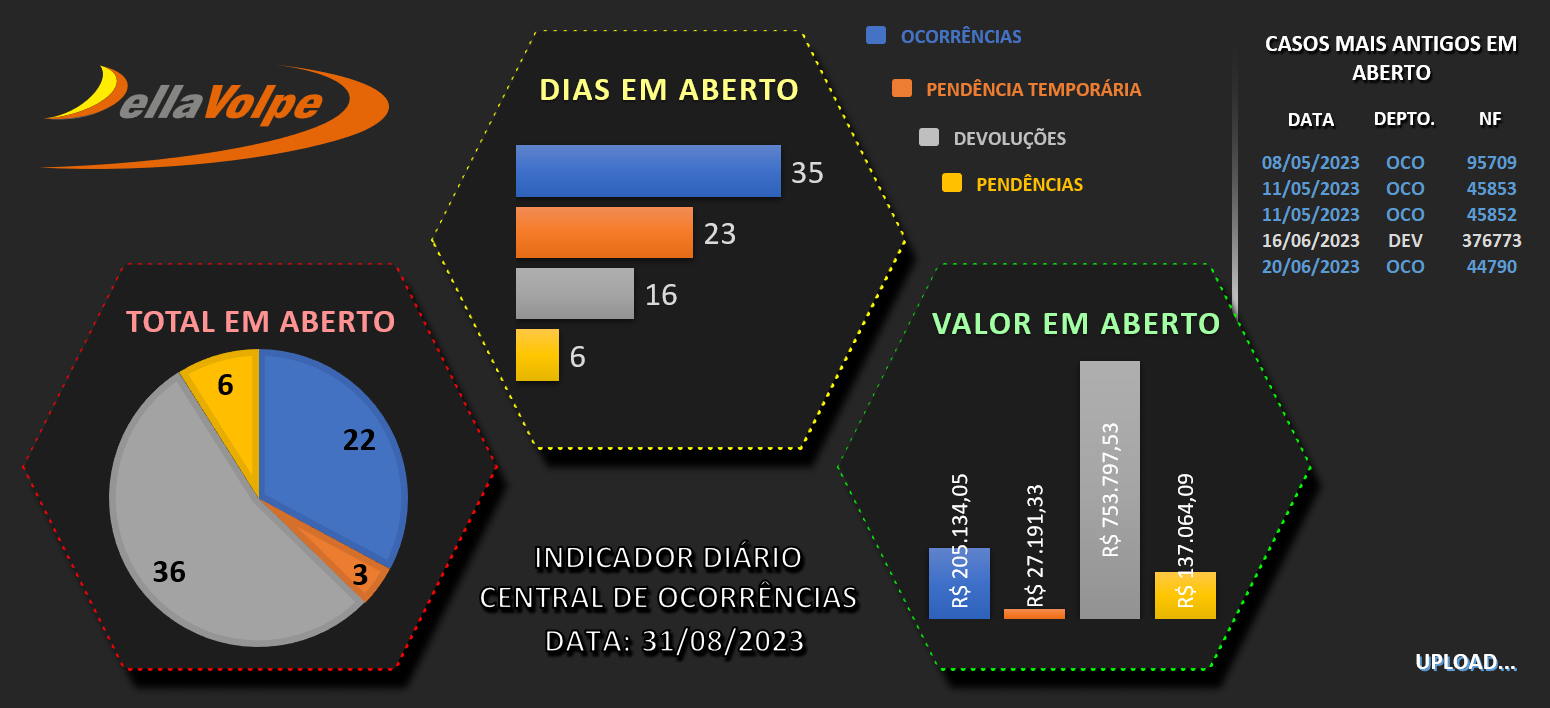 ellaVolpe
DIAS EM ABERTO
35
23
16
6
OCORRÊNCIAS
PENDÊNCIA TEMPORÁRIA
DEVOLUÇÕES
PENDÊNCIAS
CASOS MAIS ANTIGOS EM
ABERTO
DATA DEPTO. NF
08/05/2023 OCO 95709
11/05/2023 OCO 45853
11/05/2023 OCO 45852
16/06/2023 DEV 376773
20/06/2023 OCO 44790
TOTAL EM ABERTO
6
22
36
3
VALOR EM ABERTO
R$ 205.134,05
R$ 27.191,33
R$ 753.797,53
R$ 137.064,09
INDICADOR DIÁRIO
CENTRAL DE OCORRÊNCIAS
DATA: 31/08/2023
UPLOAD...